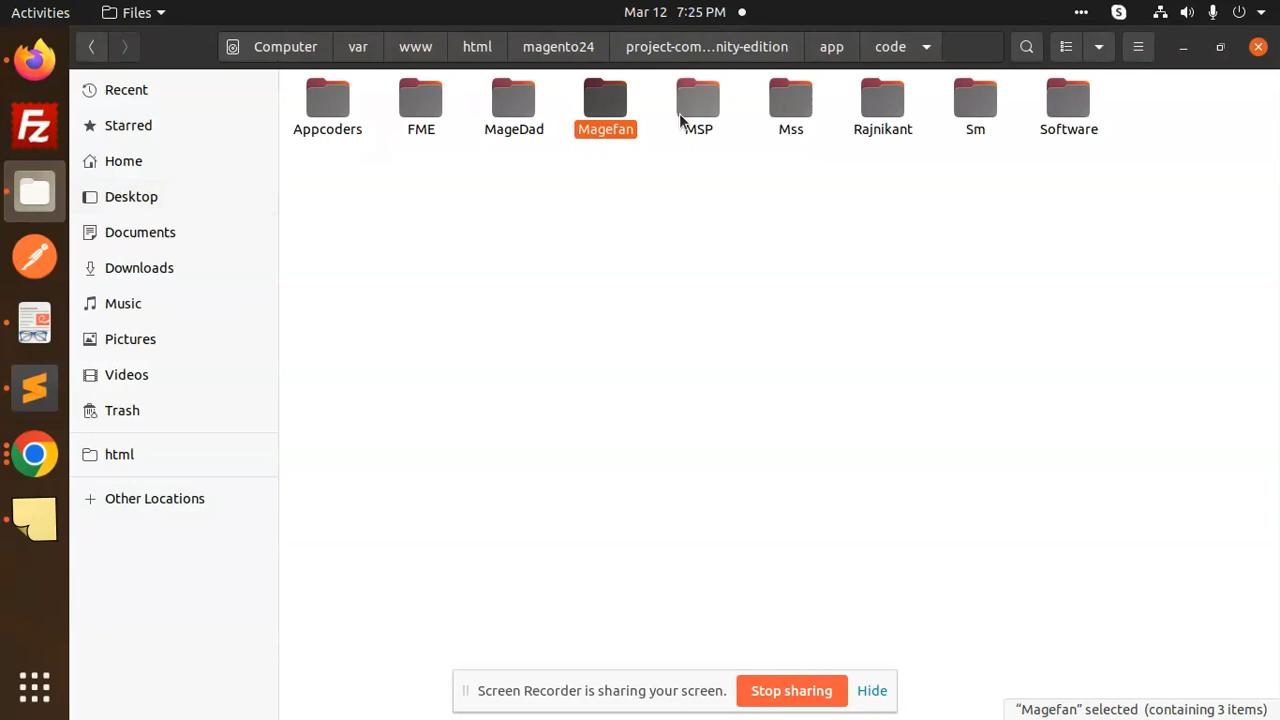 Activities Files Mar 12 7:25 PM
Computer var www html magento24 project-com...nity-edition app code
Recent
Starred
Home
Desktop
Documents
Downloads
Music
Pictures
Videos
Trash
html
Other Locations
Appcoders FME MageDad Magefan MSP Mss Rajnikant Sm Software
Screen Recorder is sharing your screen. Stop sharing Hide
“Magefan” selected (containing 3 items)